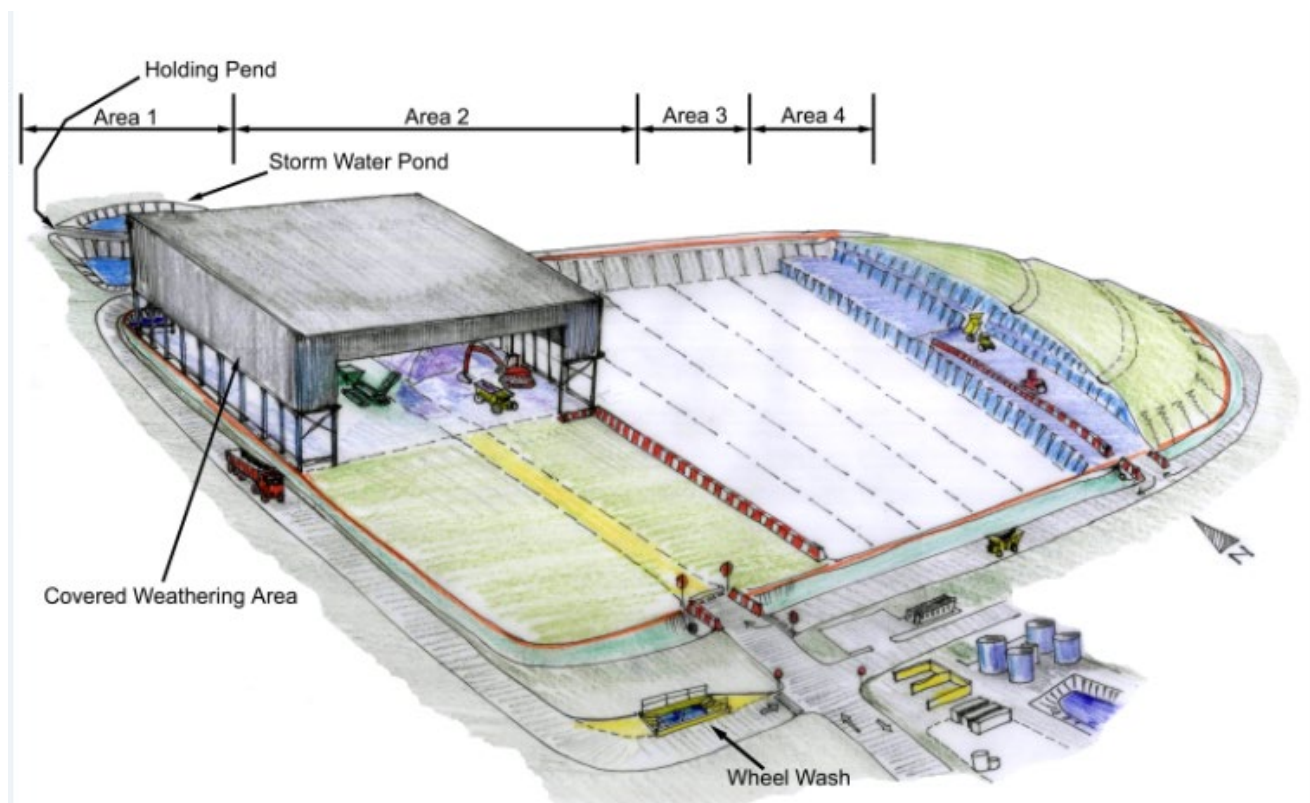 Holding Pend
Area 1
Area 2
Area 3
Area 4
Storm Water Pond
Covered Weathering Area
N
Wheel Wash